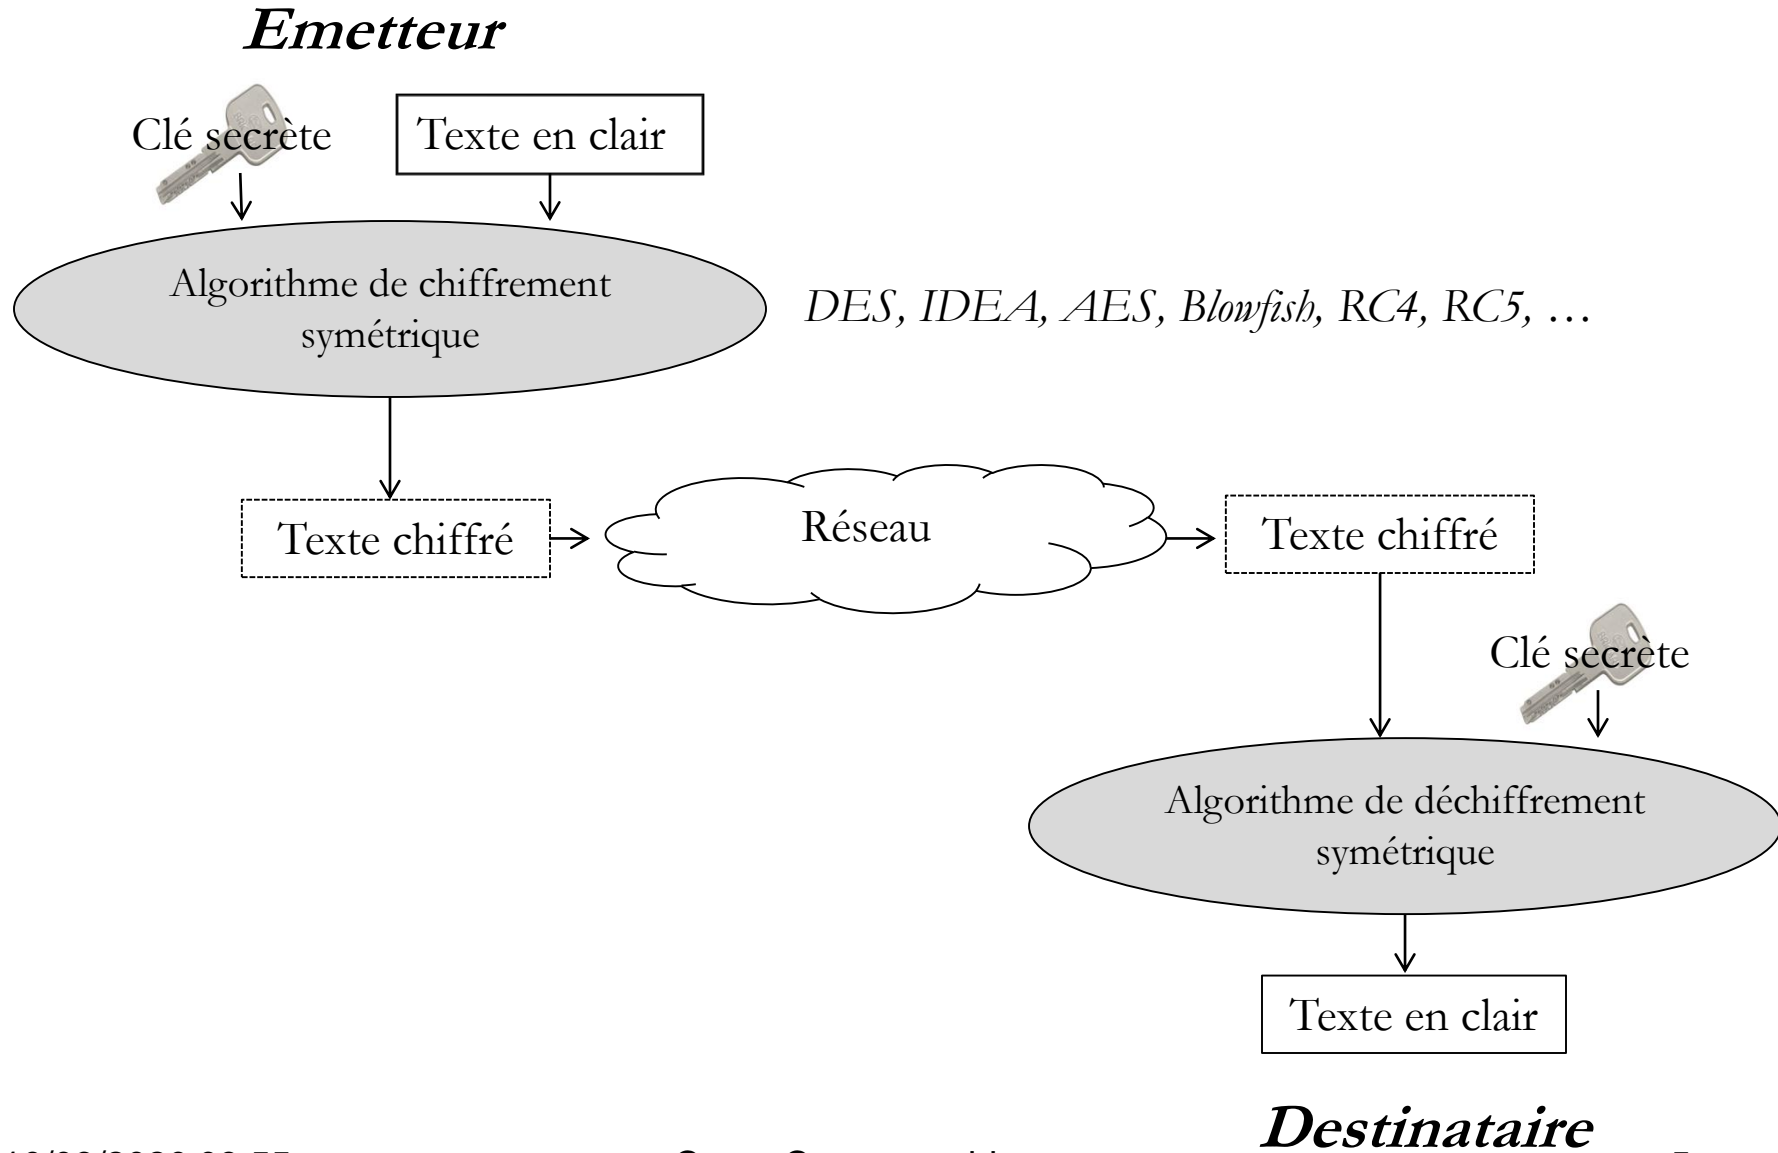 Emetteur
Clé secrète
Texte en clair
Algorithme de chiffrement
symétrique
DES, IDEA, AES, Blowfish, RC4, RC5, …
Texte chiffré
Réseau
Texte chiffré
Clé secrète
Algorithme de déchiffrement
symétrique
Texte en clair
Destinataire